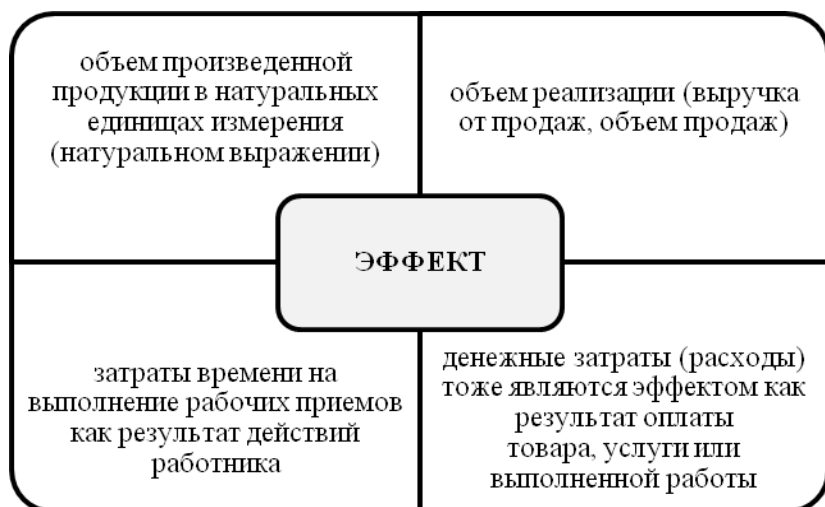 объем произведенной
продукции в натуральных
единицах измерения
(натуральном выражении)
объем реализации (выручка
от продаж, объем продаж)
ЭФФЕКТ
затраты времени на
выполнение рабочих приемов
как результат действий
работника
денежные затраты (расходы)
тоже являются эффектом как
результат оплаты
товара, услуги или
выполненной работы